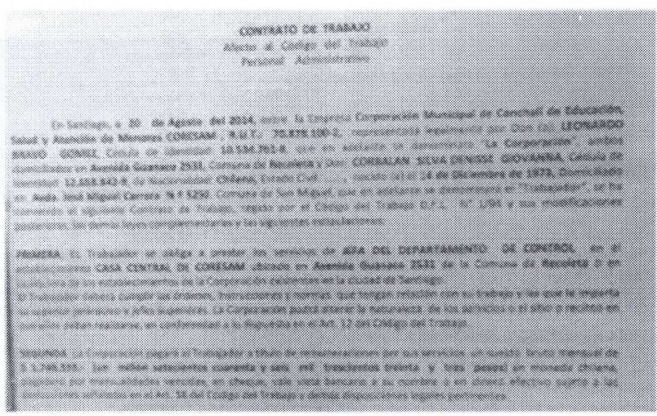 CONTRATO DE TRABAJO
Afecto al Código del Trabajo
Personal Administrativo
En Santiago, a 20 de Agosto del 2014, entre la Empresa Corporación Municipal de Conchalí de Educación,
Salud y Atención de Menores CORESAM, R.U.T.: 70.878.100-2, representada legalmente por Don (a). LEONARDO
BRAVO GOMEZ, Cédula de Identidad que en adelante se denominará "La Corporación", ambos
domiciliados en Avenida Guanaco 2531, Comuna de Recoleta y Don: CORBALAN SILVA DENISSE GIOVANNA, Cédula de
Identidad de Nacionalidad Chilena, Estado Civil , nacido (a) el 14 de Diciembre de 1973, Domiciliado
en Avda. José Miguel Carrera N° 5250, Comuna de San Miguel, que en adelante se denominará el "Trabajador", se ha
convenido el siguiente Contrato de Trabajo, regido por el Código del Trabajo D.F.L. N° 1/94 y sus modificaciones
posteriores, las demás leyes complementarias y las siguientes estipulaciones:
PRIMERA: EL Trabajador se obliga a prestar los servicios de JEFA DEL DEPARTAMENTO DE CONTROL en el
establecimiento CASA CENTRAL DE CORESAM ubicado en Avenida Guanaco 2531 de la Comuna de Recoleta o en
cualquiera de los establecimientos de la Corporación existentes en la ciudad de Santiago.
El Trabajador deberá cumplir las órdenes, instrucciones y normas que tengan relación con su trabajo y las que le imparta
su superior jerárquico y jefes superiores. La Corporación podrá alterar la naturaleza de los servicios o el sitio o recinto en
que ellos deban realizarse, en conformidad a lo dispuesto en el Art. 12 del Código del Trabajo.
SEGUNDA: La Corporación pagará al Trabajador a título de remuneraciones por sus servicios un sueldo bruto mensual de
(un millón setecientos cuarenta y seis mil trescientos treinta y tres pesos) en moneda chilena,
pagadero por mensualidades vencidas, en cheque, vale vista bancario a su nombre o en dinero efectivo sujeto a las
deducciones señaladas en el Art. 58 del Código del Trabajo y demás disposiciones legales pertinentes.